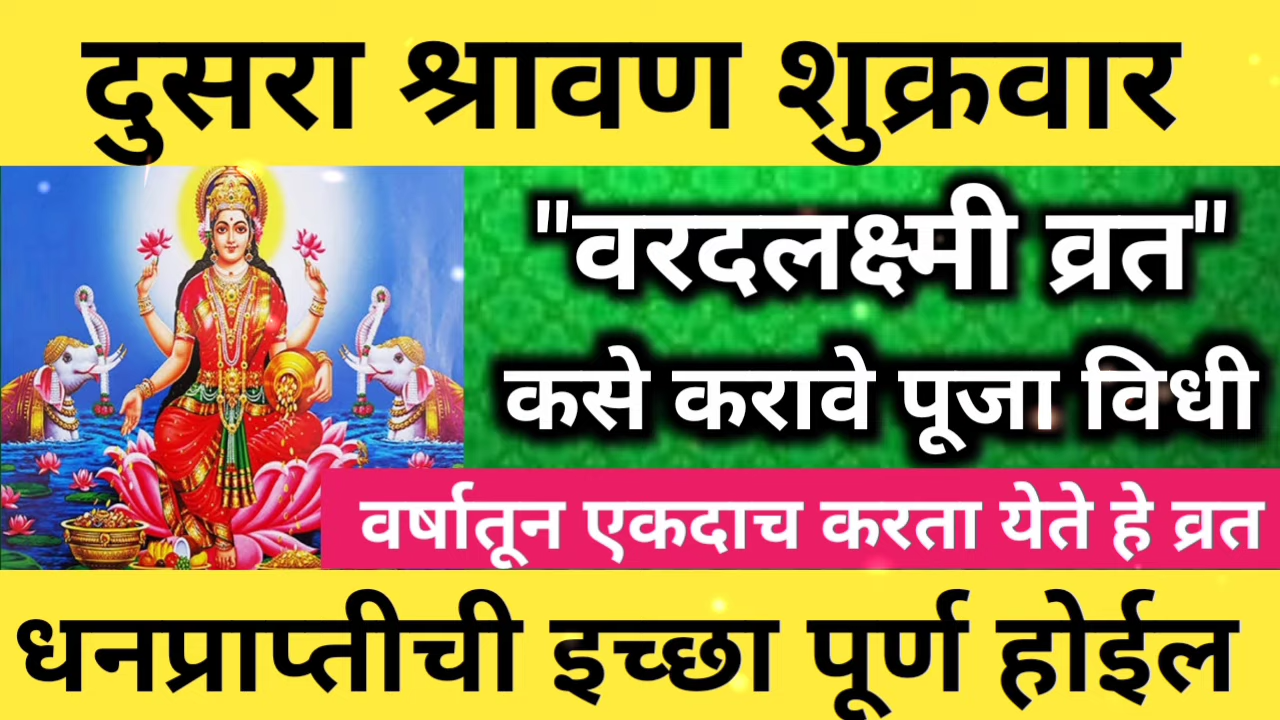 दुसरा श्रावण शुक्रवार
"वरदलक्ष्मी व्रत"
कसे करावे पूजा विधी
वर्षातून एकदाच करता येते हे व्रत
धनप्राप्तीची इच्छा पूर्ण होईल